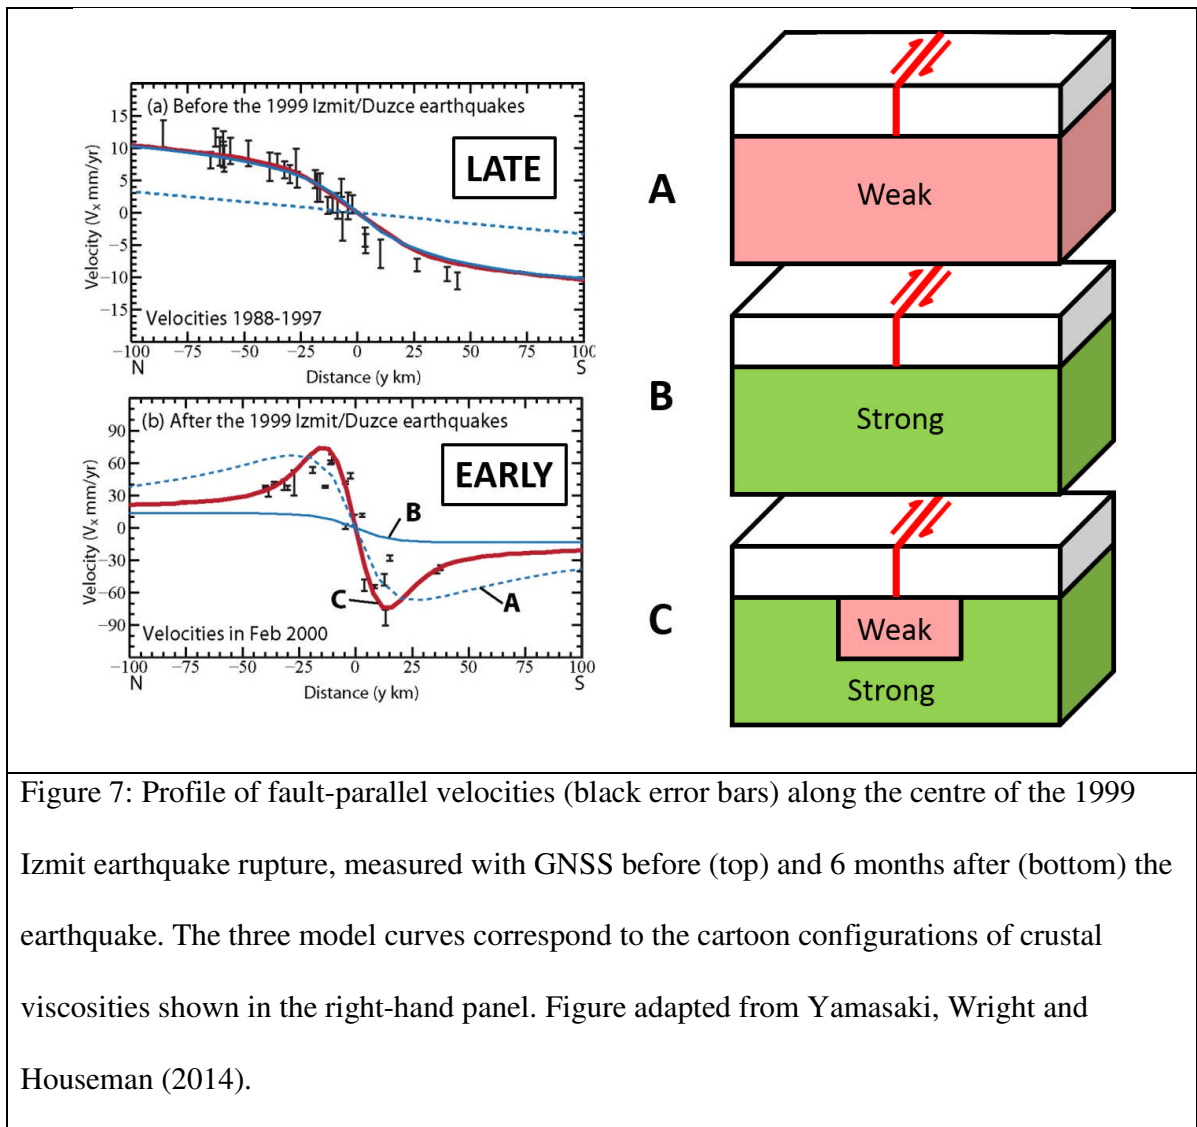 (a) Before the 1999 Izmit/Duzce earthquakes
LATE
15
10
5
0
−5
−10
−15
Velocity (Vx mm/yr)
Velocities 1988-1997
−100 −75 −50 −25 0 25 50 75 100
N S
Distance (y km)
(b) After the 1999 Izmit/Duzce earthquakes
EARLY
90
60
30
0
−30
−60
−90
Velocity (Vx mm/yr)
B
C
A
Velocities in Feb 2000
−100 −75 −50 −25 0 25 50 75 100
N S
Distance (y km)
A
Weak
B
Strong
C
Weak
Strong
Figure 7: Profile of fault-parallel velocities (black error bars) along the centre of the 1999
Izmit earthquake rupture, measured with GNSS before (top) and 6 months after (bottom) the
earthquake. The three model curves correspond to the cartoon configurations of crustal
viscosities shown in the right-hand panel. Figure adapted from Yamasaki, Wright and
Houseman (2014).